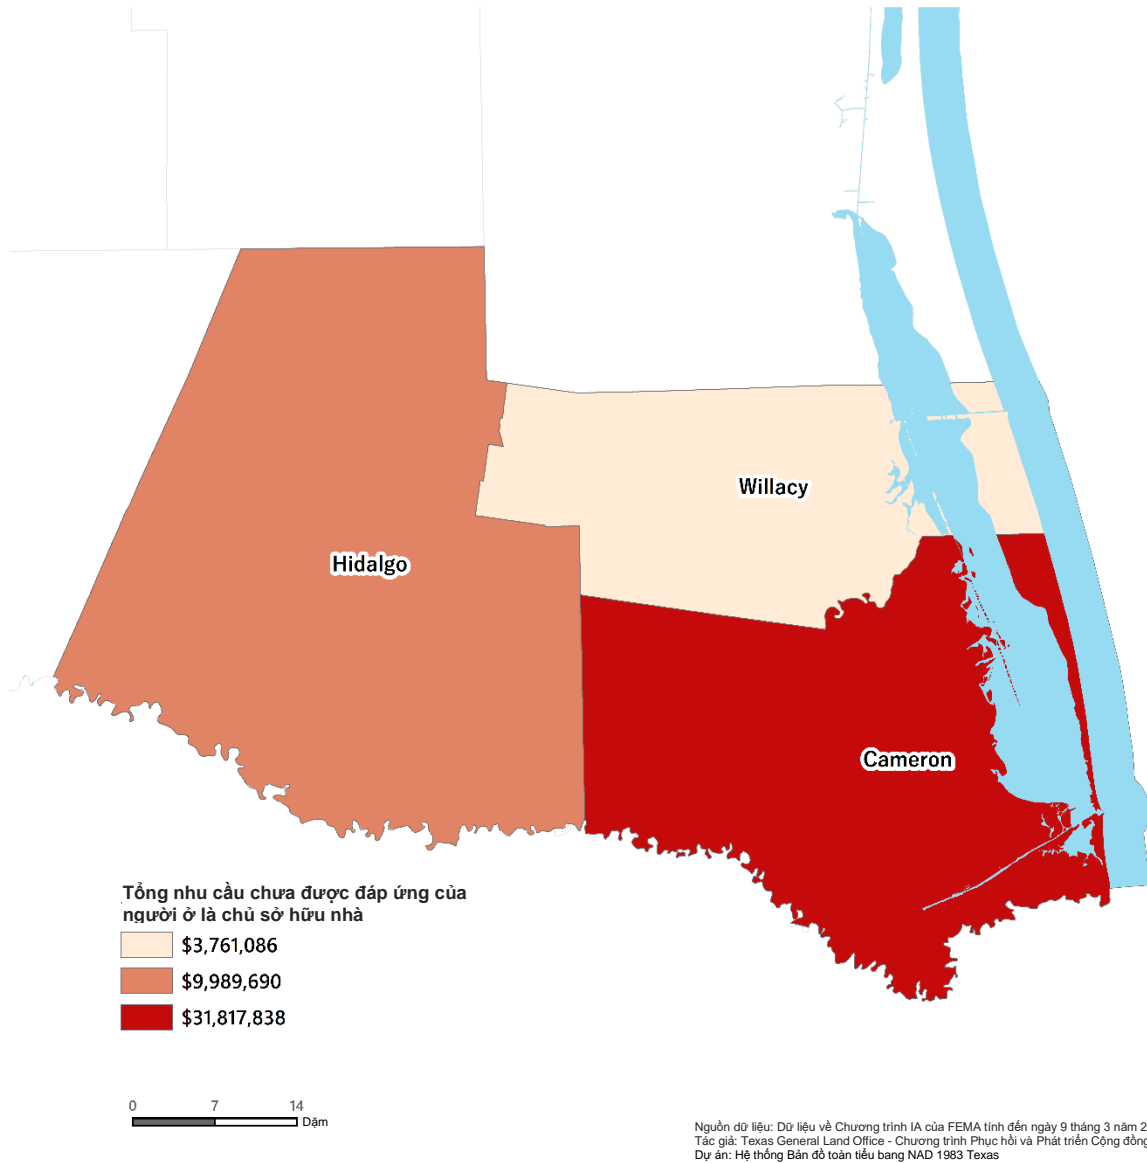 Willacy
Hidalgo
Cameron
Tổng nhu cầu chưa được đáp ứng của
người ở là chủ sở hữu nhà
$3,761,086
$9,989,690
$31,817,838
0 7 14
Dặm
Nguồn dữ liệu: Dữ liệu về Chương trình IA của FEMA tính đến ngày 9 tháng 3 năm 2
Tác giả: Texas General Land Office - Chương trình Phục hồi và Phát triển Cộng đồng
Dự án: Hệ thống Bản đồ toàn tiểu bang NAD 1983 Texas